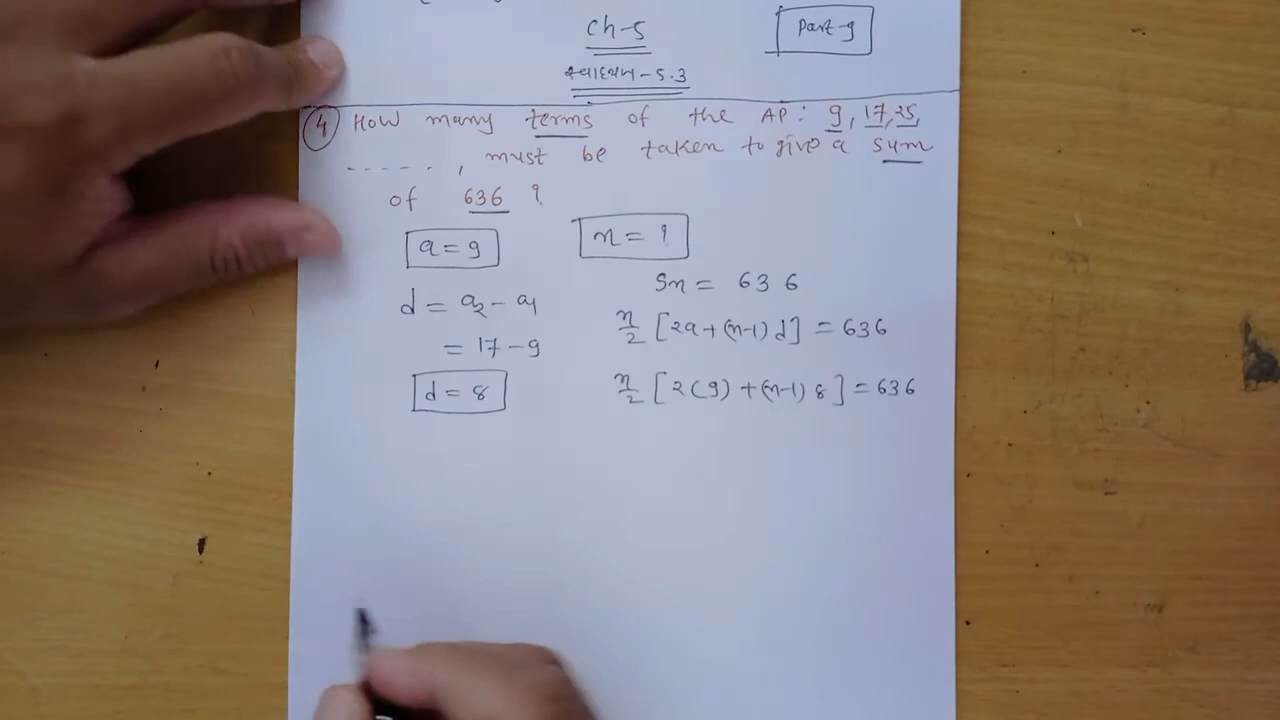 Ch-5
Part-9
સ્વાધ્યાય-5.3
4 How many terms of the AP: 9, 17, 25,
......, must be taken to give a sum
of 636 ?
a = 9
n = ?
Sn = 636
d = a2 - a1
n/2 [2a+(n-1)d] = 636
= 17 - 9
d = 8
n/2 [2(9)+(n-1)8] = 636